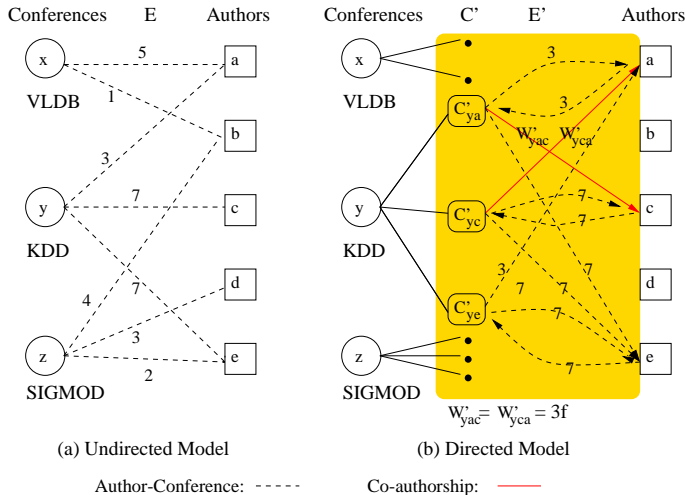 Conferences E Authors
x
VLDB
y
KDD
z
SIGMOD
5
1
3
7
7
4
3
2
a
b
c
d
e
(a) Undirected Model
Conferences C' E' Authors
x
VLDB
y
KDD
z
SIGMOD
C'ya
C'yc
C'ye
3
3
W'yac W'yca
7
7
3
7
7
7
7
7
a
b
c
d
e
W'yac = W'yca = 3f
(b) Directed Model
Author-Conference:
Co-authorship: